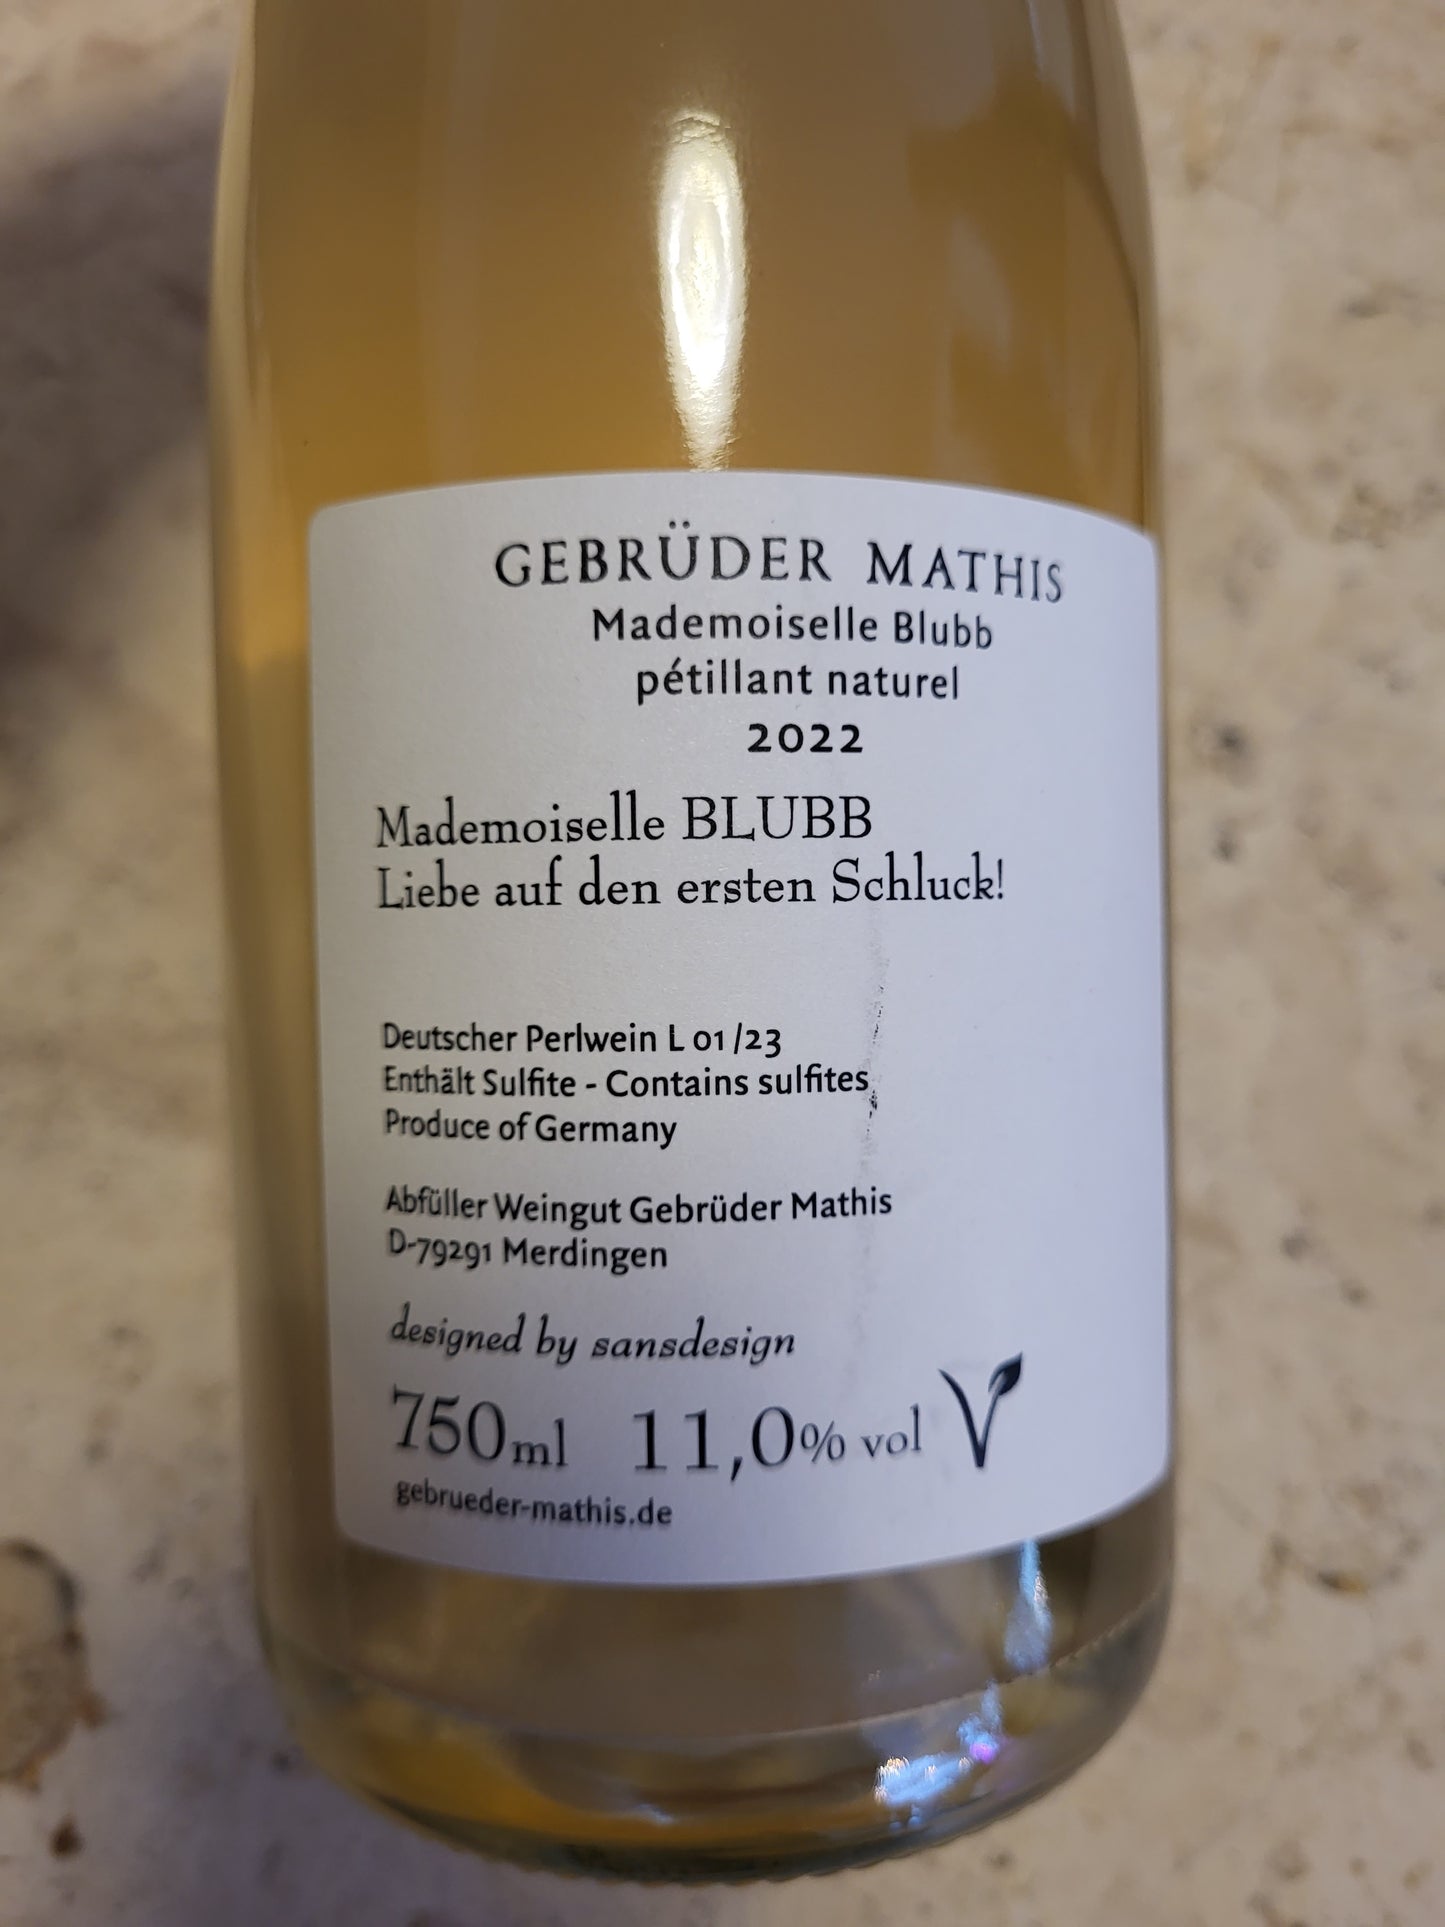 GEBRÜDER MATHIS
Mademoiselle Blubb
pétillant naturel
2022
Mademoiselle BLUBB
Liebe auf den ersten Schluck!
Deutscher Perlwein L 01/23
Enthält Sulfite - Contains sulfites
Produce of Germany
Abfüller Weingut Gebrüder Mathis
D-79291 Merdingen
designed by sansdesign
750ml 11,0% vol V
gebrueder-mathis.de